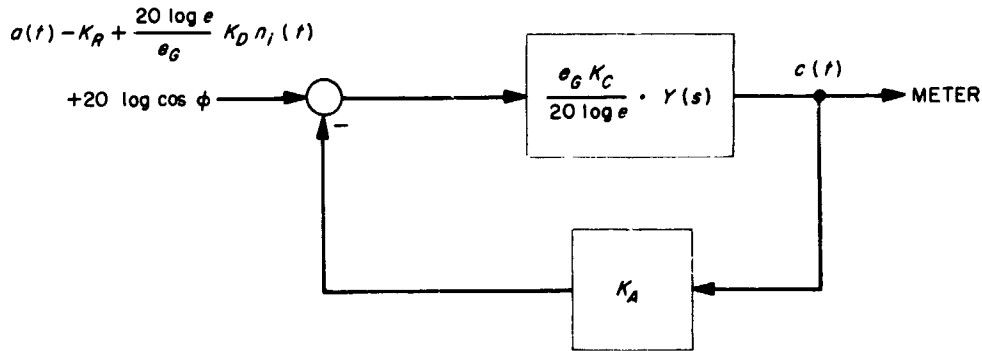 a(t) − K_R + 20 log e / e_G K_D n_i(t)
+20 log cos ϕ
−
e_G K_C / 20 log e · Y(s)
c(t)
METER
K_A